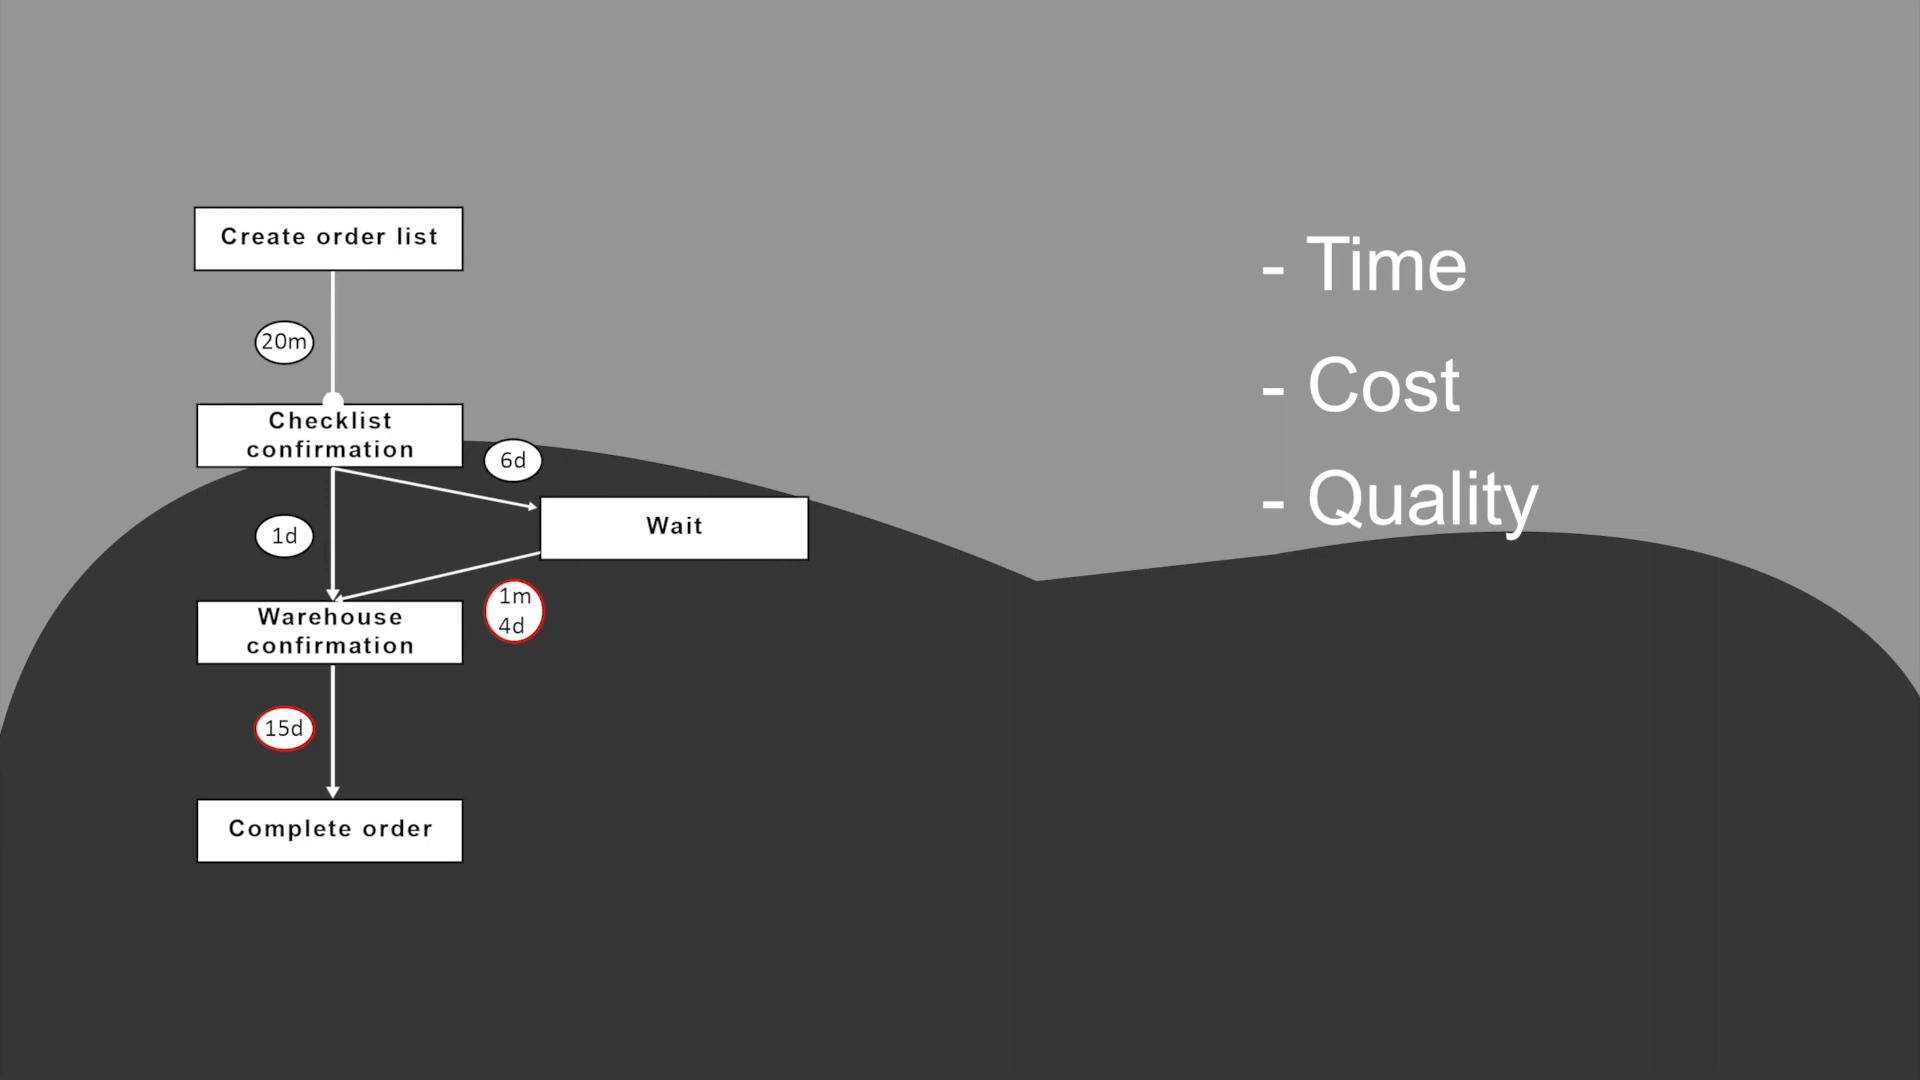 Create order list
20m
Checklist
confirmation
6d
1d
Wait
1m
4d
Warehouse
confirmation
15d
Complete order
- Time
- Cost
- Quality